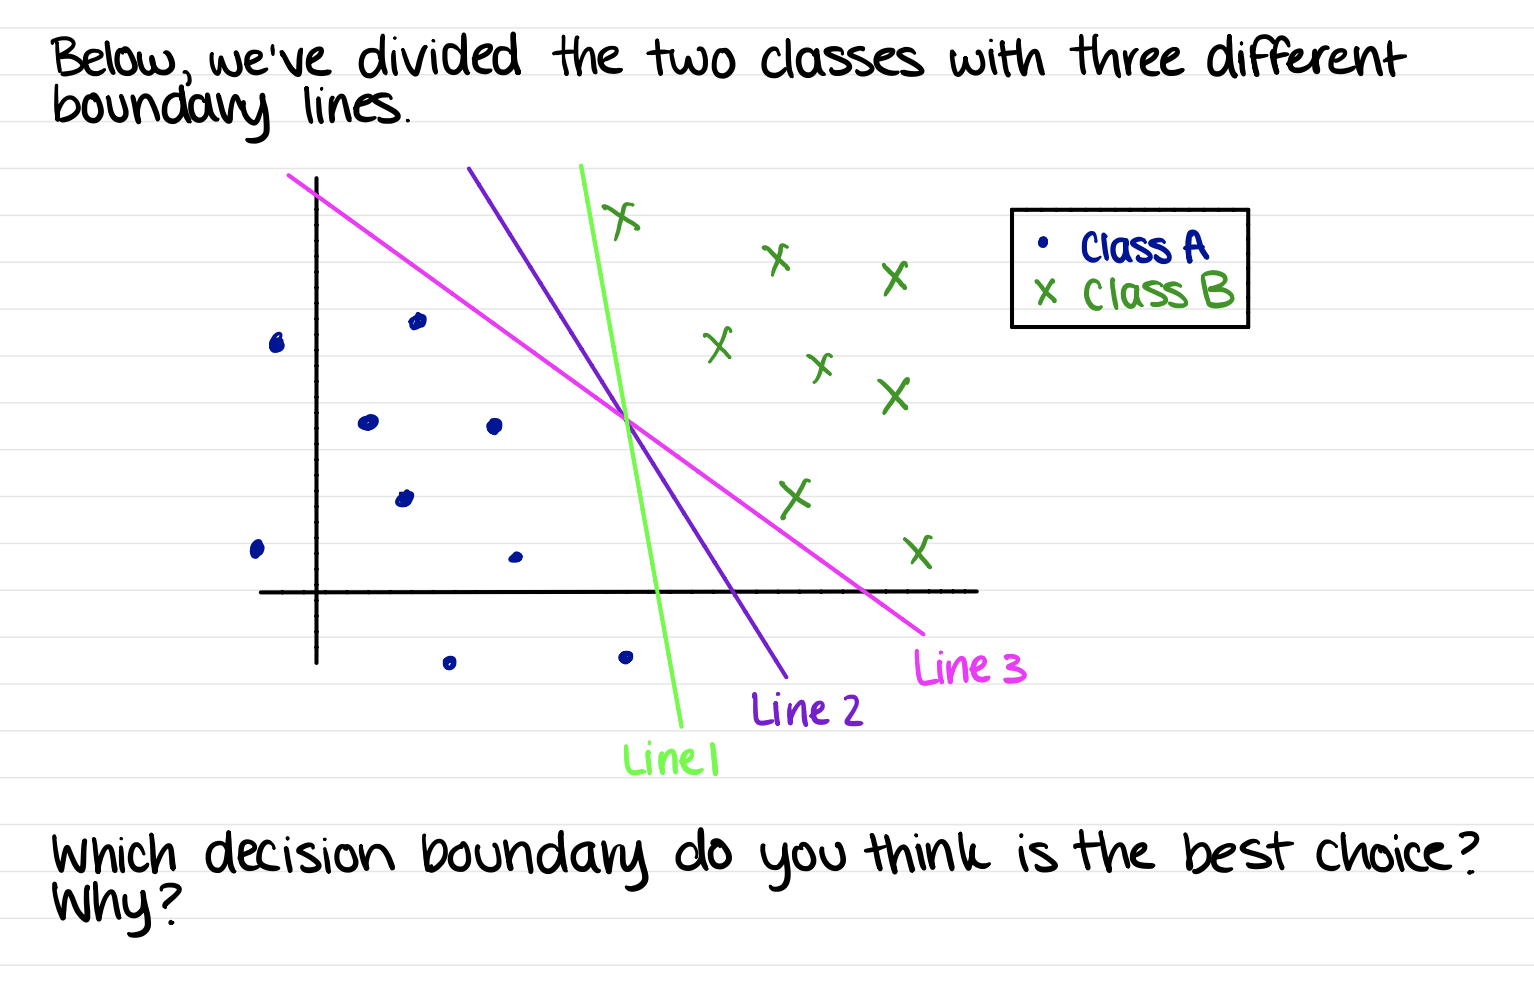 Below, we've divided the two classes with three different
boundary lines.
• Class A
x Class B
Line 3
Line 2
Line 1
Which decision boundary do you think is the best choice?
Why?